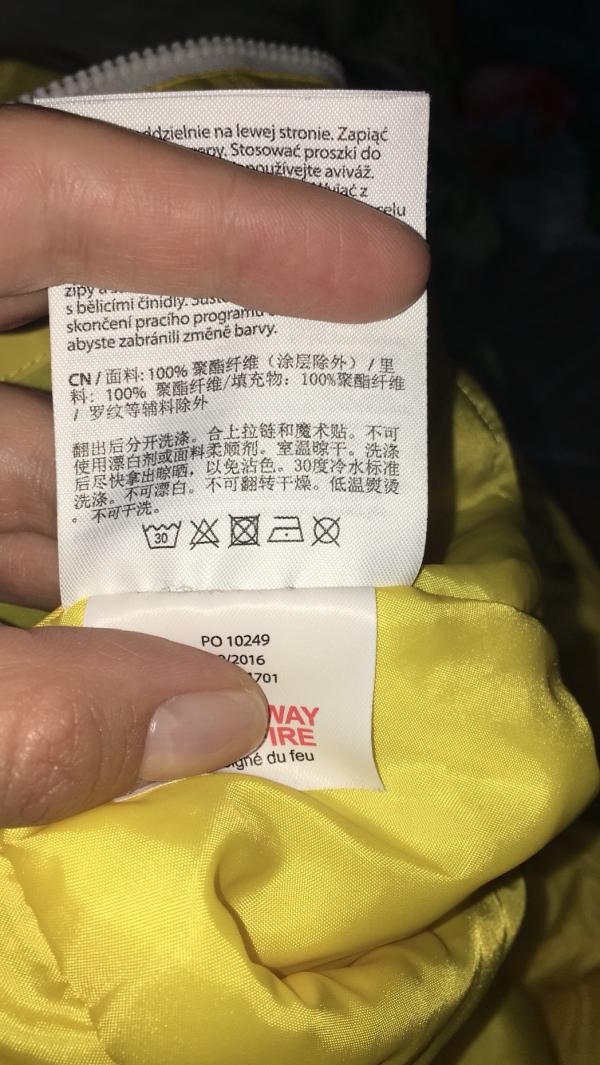 na lewej stronie. Zapiąć
Stosować proszki do
aviváž.
z
zipy a
s bělicími činidly.
skončení pracího programu
abyste zabránili změně barvy.
CN / 面料: 100% 聚酯纤维（涂层除外）/ 里
料: 100% 聚酯纤维/填充物: 100%聚酯纤维
/ 罗纹等辅料除外
翻出后分开洗涤。合上拉链和魔术贴。不可
使用漂白剂或面料柔顺剂。室温晾干。洗涤
后尽快拿出晾晒，以免沾色。30度冷水标准
洗涤。不可漂白。不可翻转干燥。低温熨烫
。不可干洗。
30
PO 10249
/2016
1701
WAY
IRE
du feu